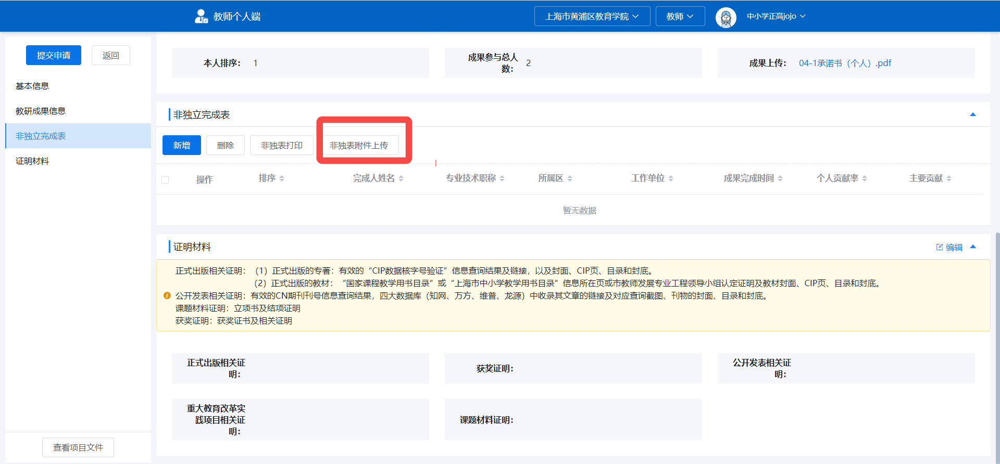 教师个人端
上海市黄浦区教育学院
教师
中小学正高jojo
提交申请
返回
基本信息
教研成果信息
非独立完成表
证明材料
查看项目文件
本人排序： 1
成果参与总人
数： 2
成果上传： 04-1承诺书（个人）.pdf
非独立完成表
新增
删除
非独表打印
非独表附件上传
操作 排序 完成人姓名 专业技术职称 所属区 工作单位 成果完成时间 个人贡献率 主要贡献
暂无数据
证明材料
编辑
正式出版相关证明：（1）正式出版的专著：有效的“CIP数据核字号验证”信息查询结果及链接，以及封面、CIP页、目录和封底。
（2）正式出版的教材：“国家课程教学用书目录”或“上海市中小学教学用书目录”信息所在页或市教师发展专业工程领导小组认定证明及教材封面、CIP页、目录和封底。
公开发表相关证明：有效的CN期刊刊号信息查询结果，四大数据库（知网、万方、维普、龙源）中收录其文章的链接及对应查询截图、刊物的封面、目录和封底。
课题材料证明：立项书及结项证明
获奖证明：获奖证书及相关证明
正式出版相关证
明：
获奖证明：
公开发表相关证
明：
重大教育改革实
践项目相关证
明：
课题材料证明：